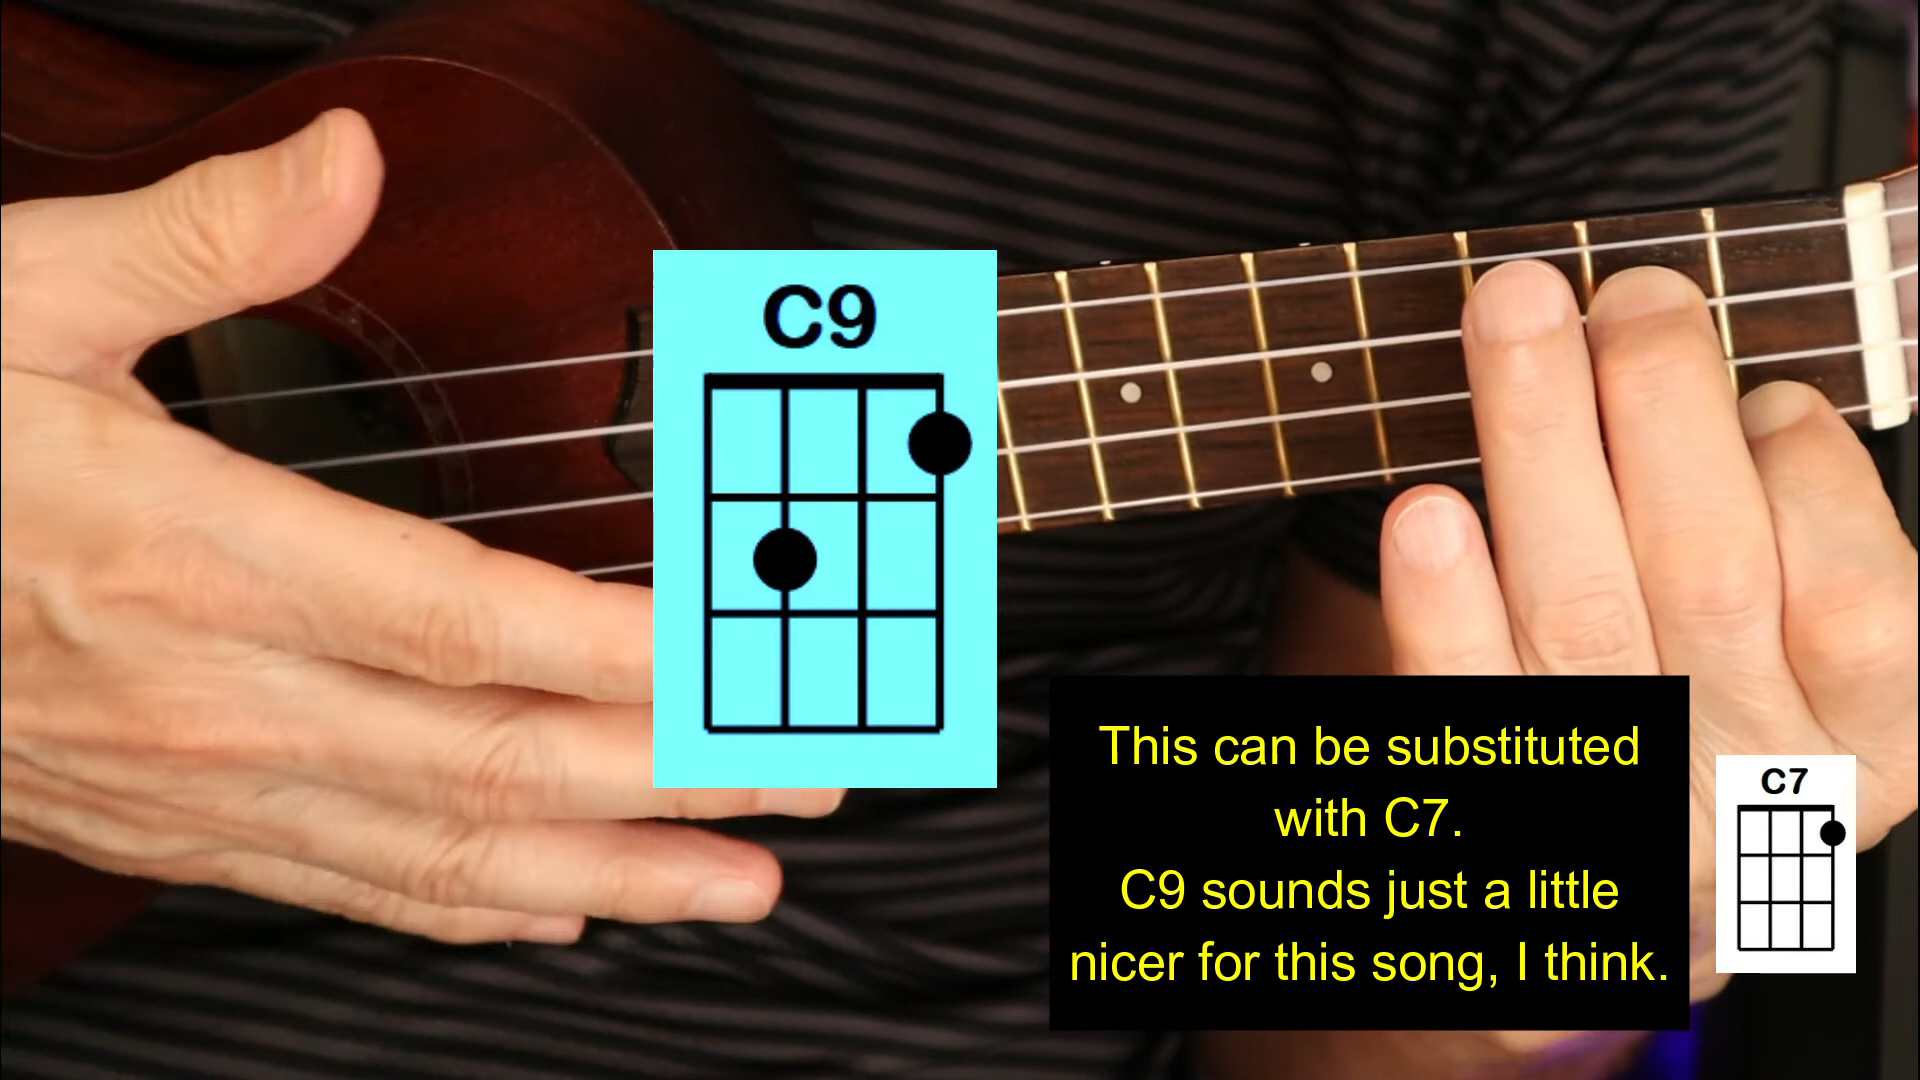 C9
This can be substituted
with C7.
C9 sounds just a little
nicer for this song, I think.
C7